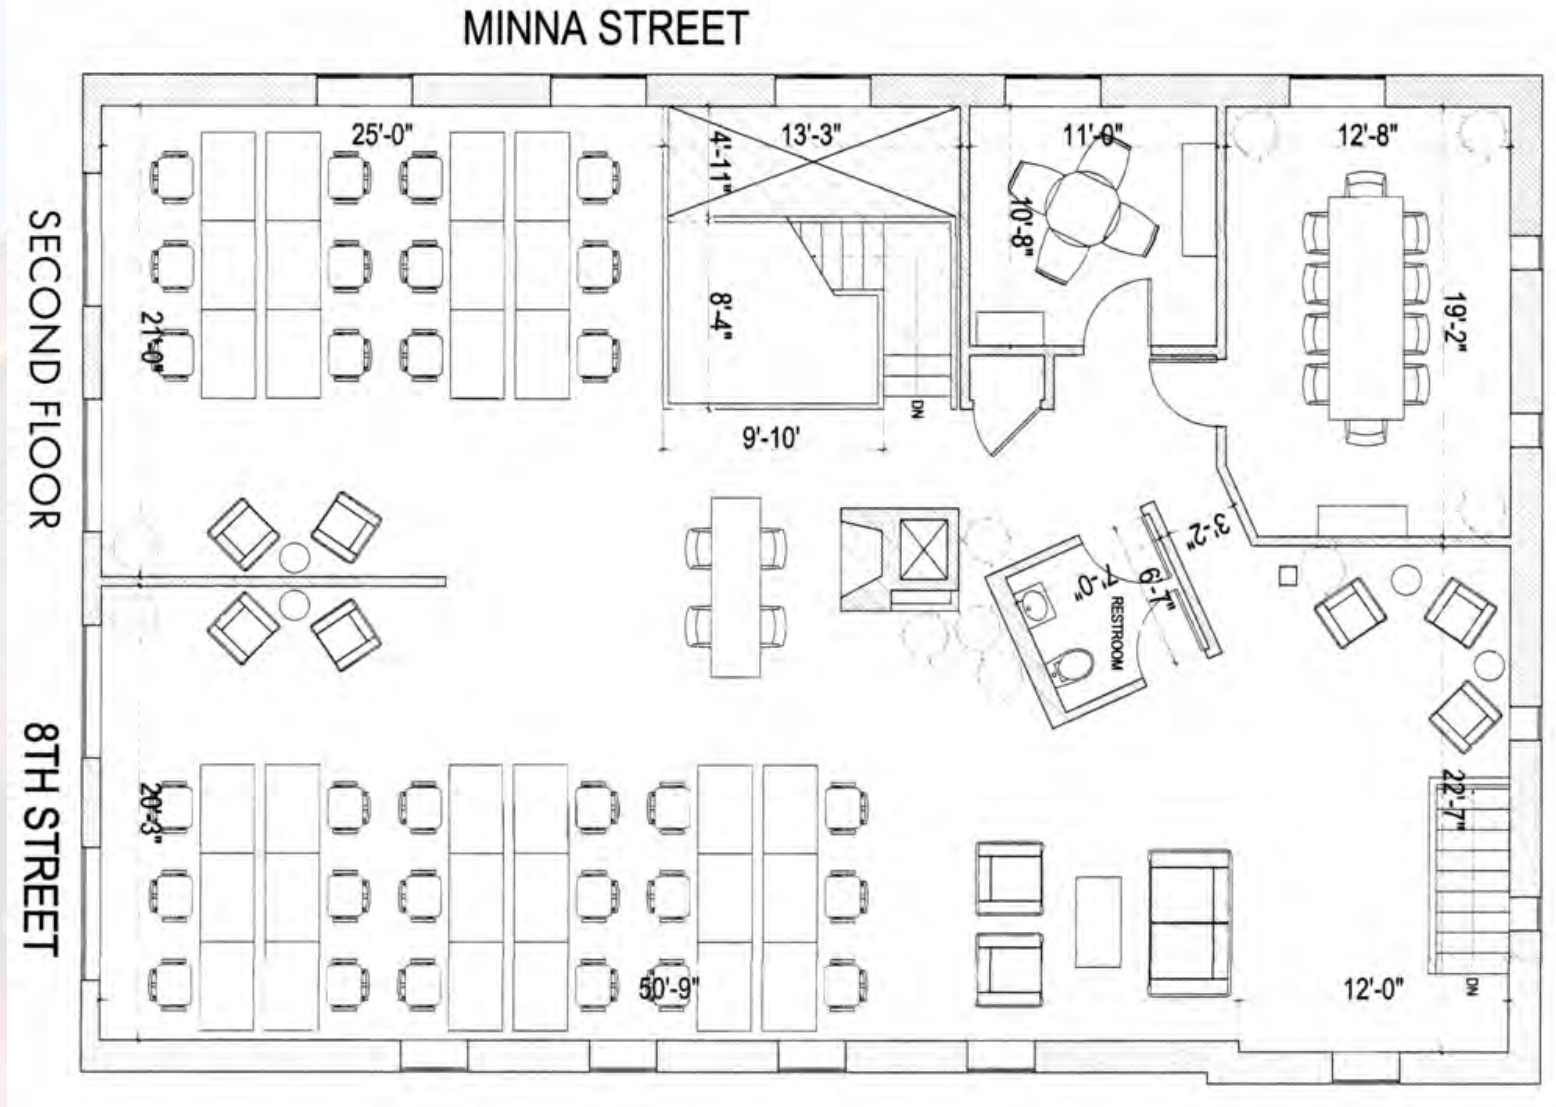 MINNA STREET
SECOND FLOOR
8TH STREET
25'-0"
13'-3"
11'-0"
12'-8"
4'-11"
10'-8"
8'-4"
21'-0"
19'-2"
DN
9'-10'
3'-2"
7'-0"
6'-7"
RESTROOM
20'-3"
22'-7"
50'-9"
12'-0"
DN